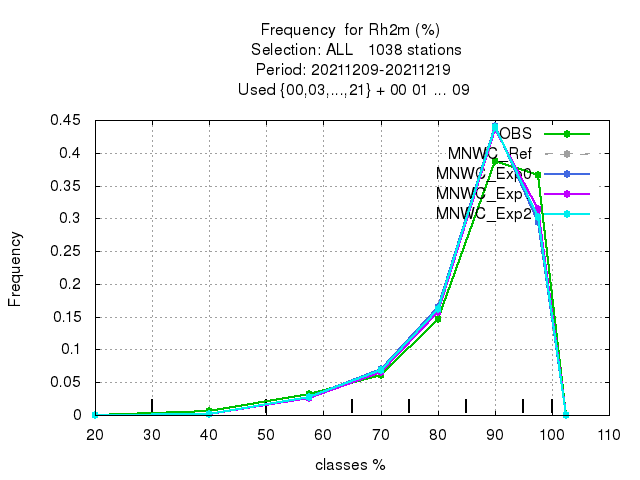 Frequency  for Rh2m (%)
Selection: ALL   1038 stations
Period: 20211209-20211219
Used {00,03,...,21} + 00 01 ... 09
0.45
0.4
0.35
0.3
0.25
0.2
0.15
0.1
0.05
0
Frequency
OBS
MNWC_Ref
MNWC_Exp0
MNWC_Exp1
MNWC_Exp2
20 30 40 50 60 70 80 90 100 110
classes %